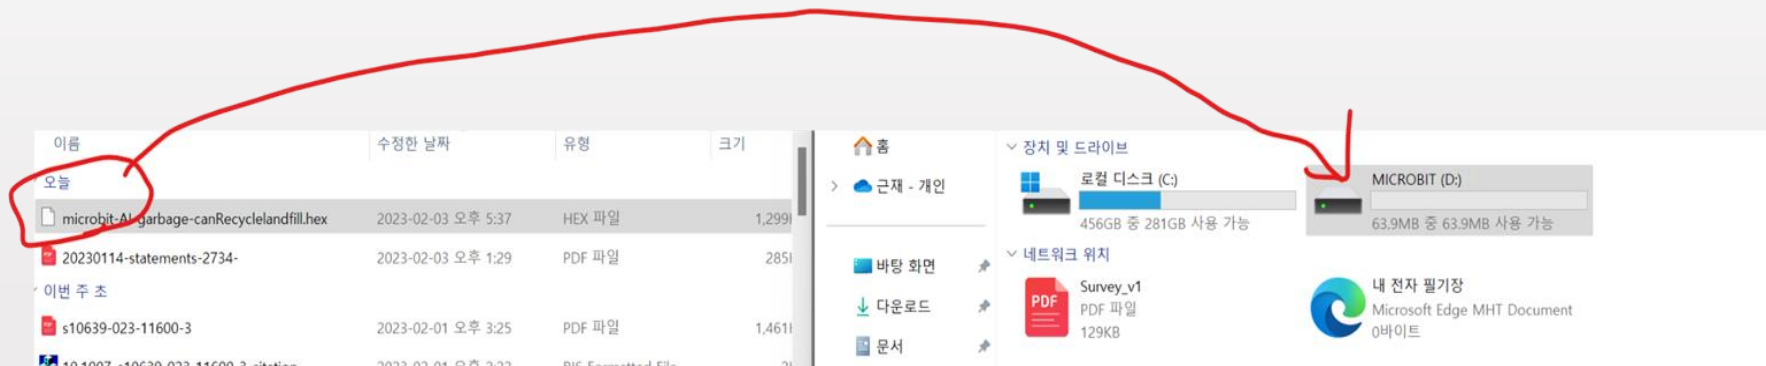 이름 수정한 날짜 유형 크기
오늘
microbit-AI-garbage-canRecyclelandfill.hex 2023-02-03 오후 5:37 HEX 파일 1,299
20230114-statements-2734- 2023-02-03 오후 1:29 PDF 파일 285
이번 주 초
s10639-023-11600-3 2023-02-01 오후 3:25 PDF 파일 1,461
홈
근재 - 개인
바탕 화면
다운로드
문서
장치 및 드라이브
로컬 디스크 (C:)
456GB 중 281GB 사용 가능
MICROBIT (D:)
63.9MB 중 63.9MB 사용 가능
네트워크 위치
PDF
Survey_v1
PDF 파일
129KB
내 전자 필기장
Microsoft Edge MHT Document
0바이트